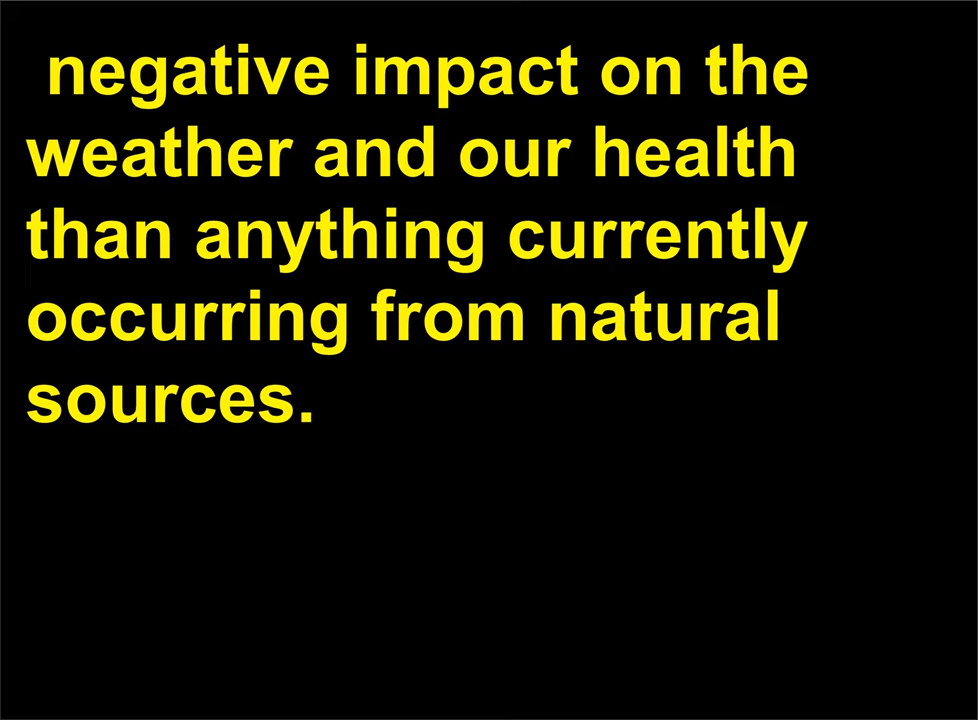 negative impact on the
weather and our health
than anything currently
occurring from natural
sources.